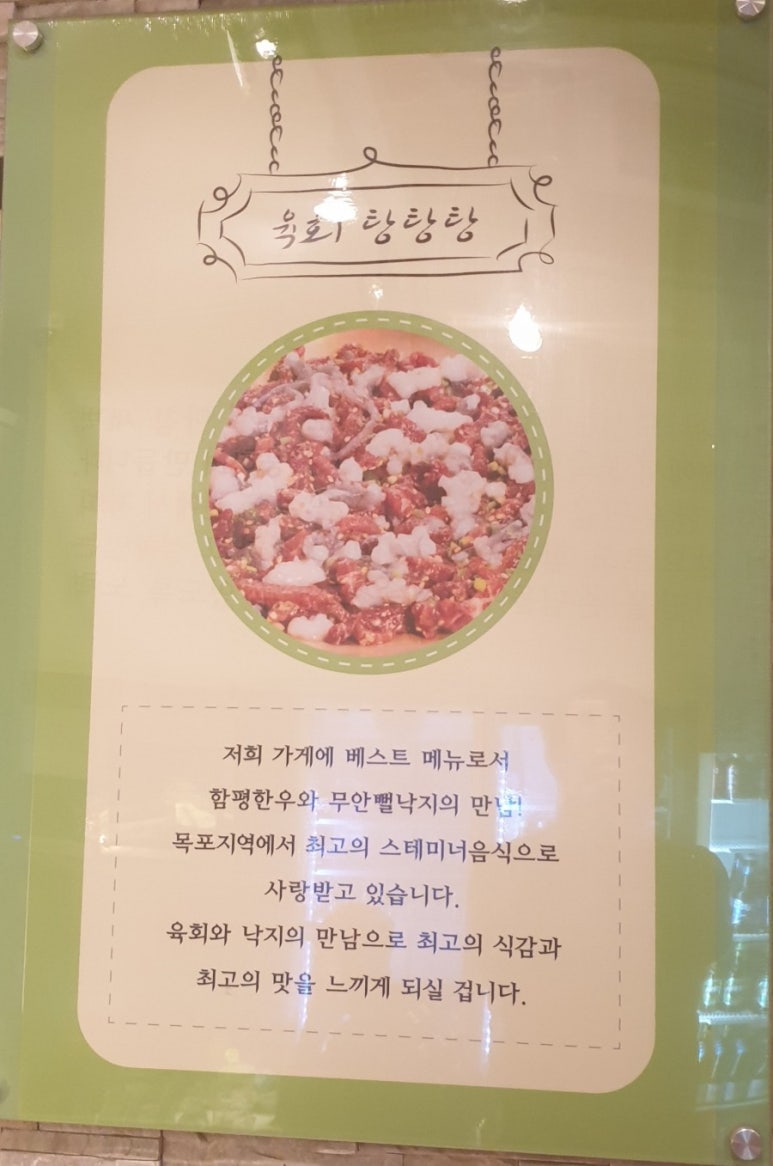 육회 탕탕탕
저희 가게에 베스트 메뉴로서
함평한우와 무안뻘낙지의 만남!
목포지역에서 최고의 스테미너음식으로
사랑받고 있습니다.
육회와 낙지의 만남으로 최고의 식감과
최고의 맛을 느끼게 되실 겁니다.